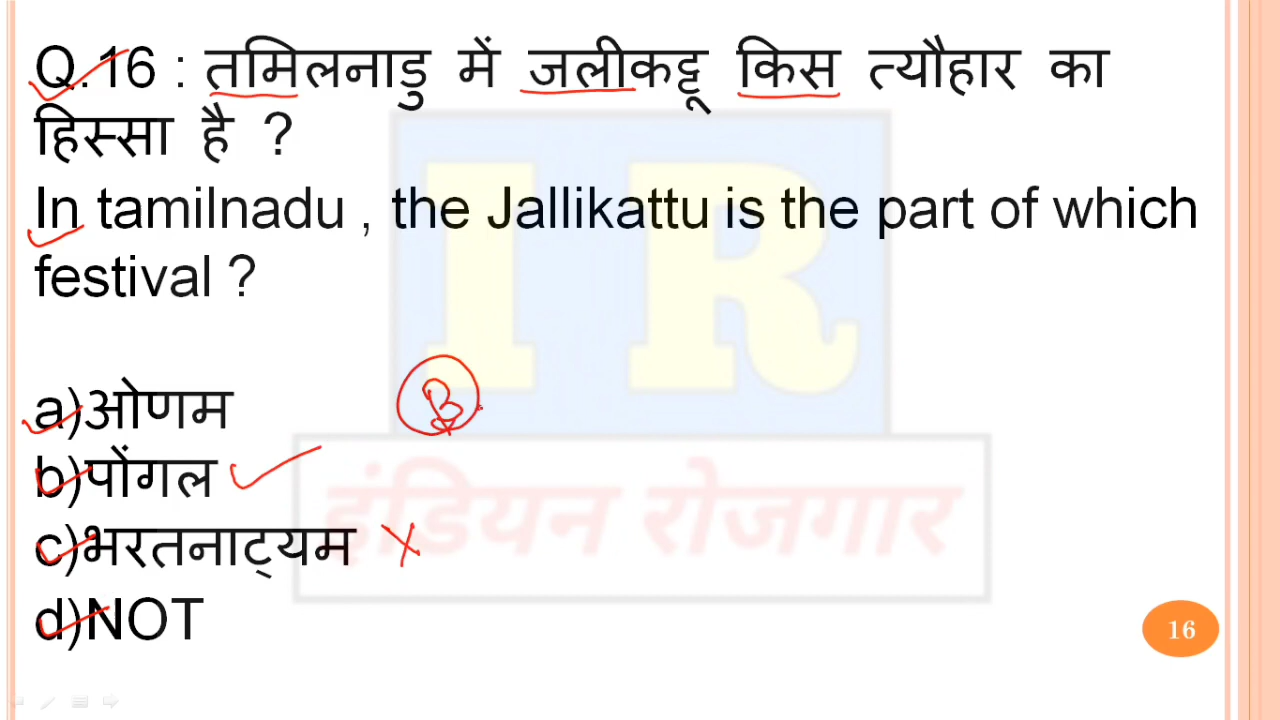 Q.16 : तमिलनाडु में जलीकट्टू किस त्यौहार का
हिस्सा है ?
In tamilnadu , the Jallikattu is the part of which
festival ?
I R
B
a)ओणम
b)पोंगल
इंडियन रोजगार
c)भरतनाट्यम
d)NOT
16